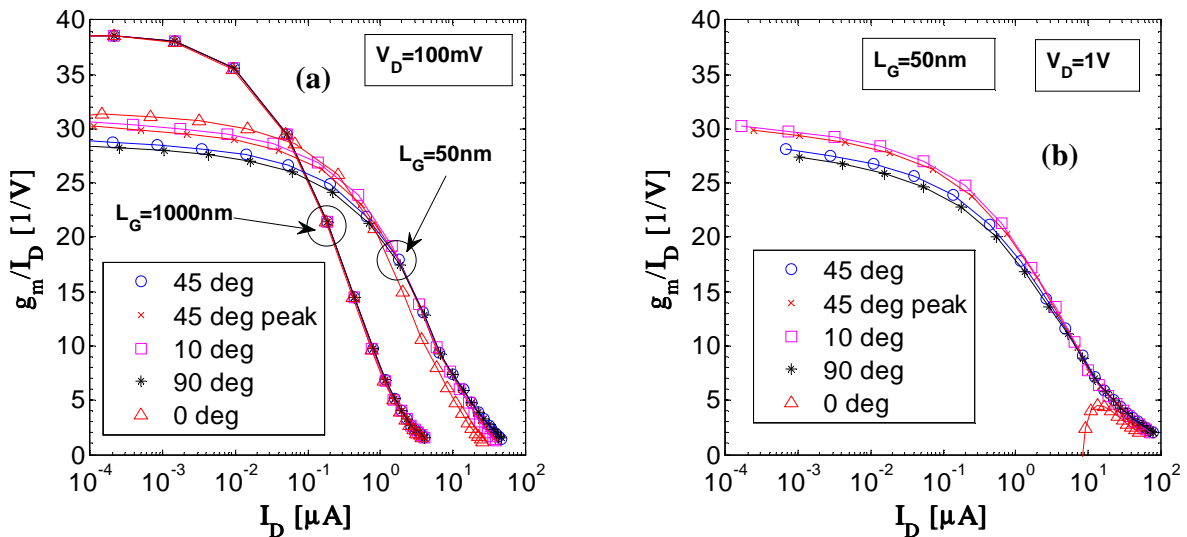 40
35
30
25
20
15
10
5
0
g_m/I_D [1/V]
(a)
V_D=100mV
L_G=50nm
L_G=1000nm
45 deg
45 deg peak
10 deg
90 deg
0 deg
10^-4 10^-3 10^-2 10^-1 10^0 10^1 10^2
I_D [μA]
40
35
30
25
20
15
10
5
0
g_m/I_D [1/V]
L_G=50nm
V_D=1V
(b)
45 deg
45 deg peak
10 deg
90 deg
0 deg
10^-4 10^-3 10^-2 10^-1 10^0 10^1 10^2
I_D [μA]